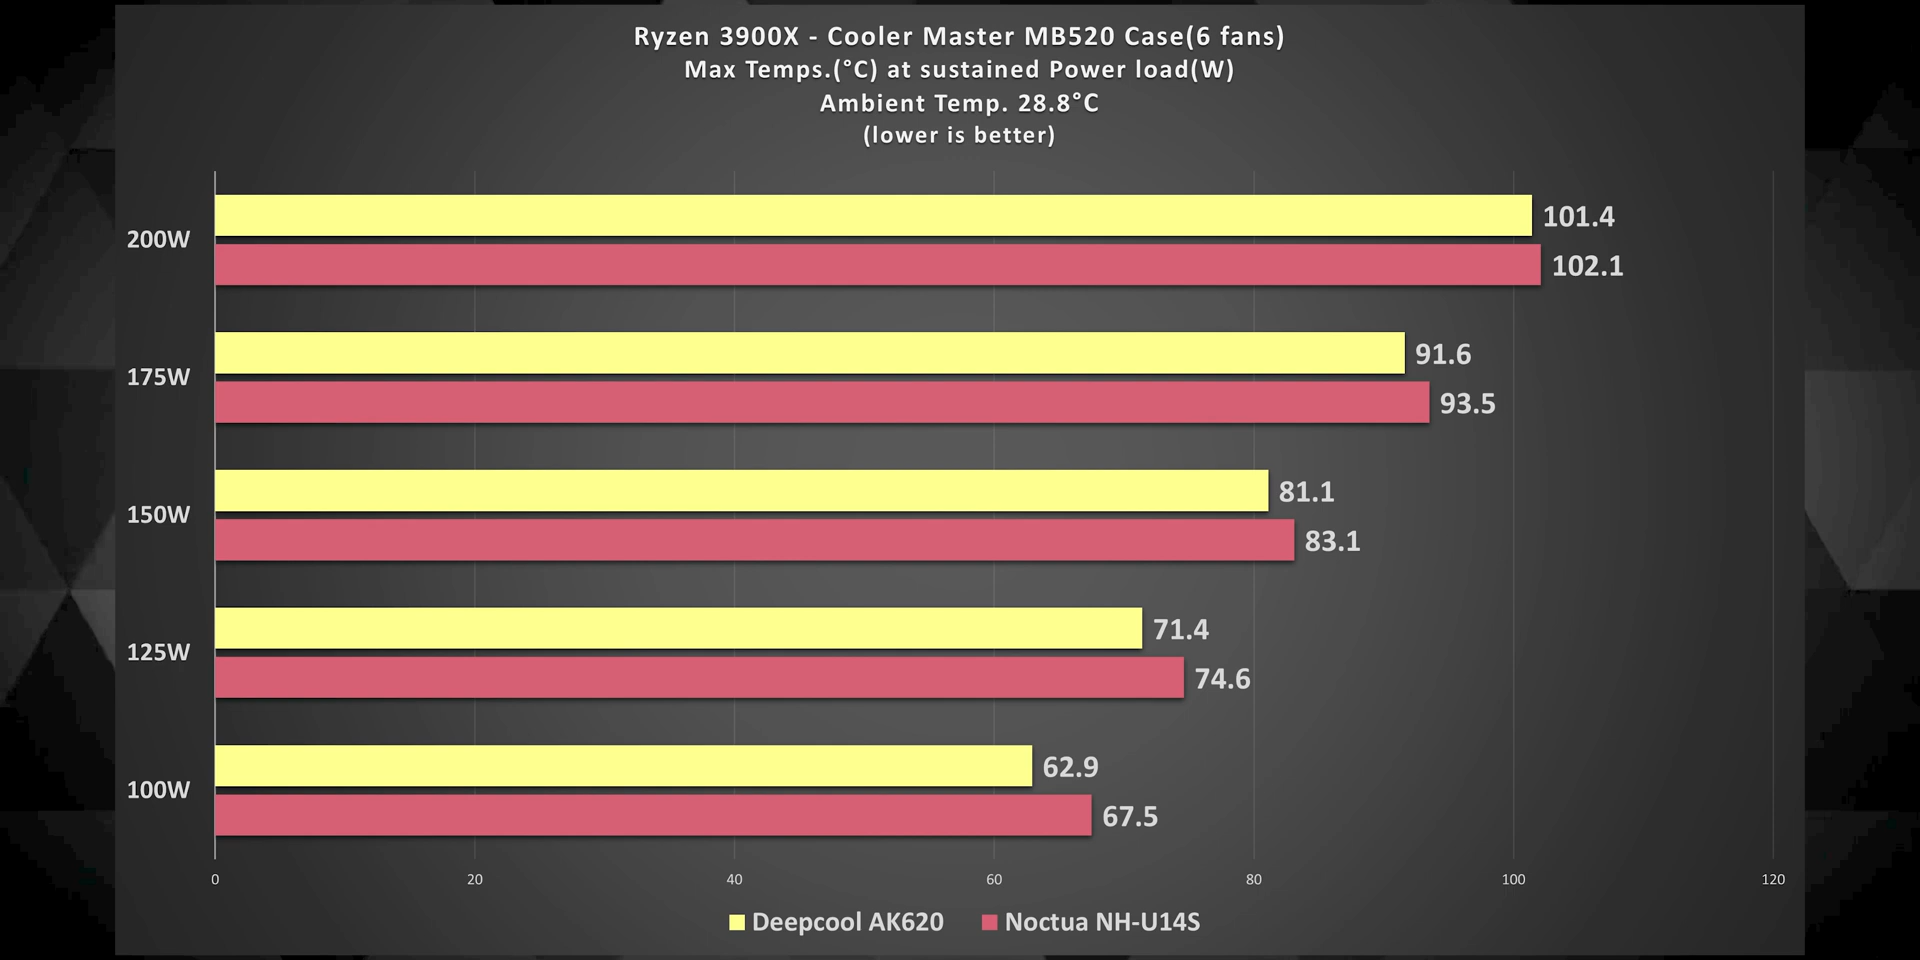 Ryzen 3900X - Cooler Master MB520 Case(6 fans)
Max Temps.(°C) at sustained Power load(W)
Ambient Temp. 28.8°C
(lower is better)
200W
101.4
102.1
175W
91.6
93.5
150W
81.1
83.1
125W
71.4
74.6
100W
62.9
67.5
0 20 40 60 80 100 120
Deepcool AK620 Noctua NH-U14S